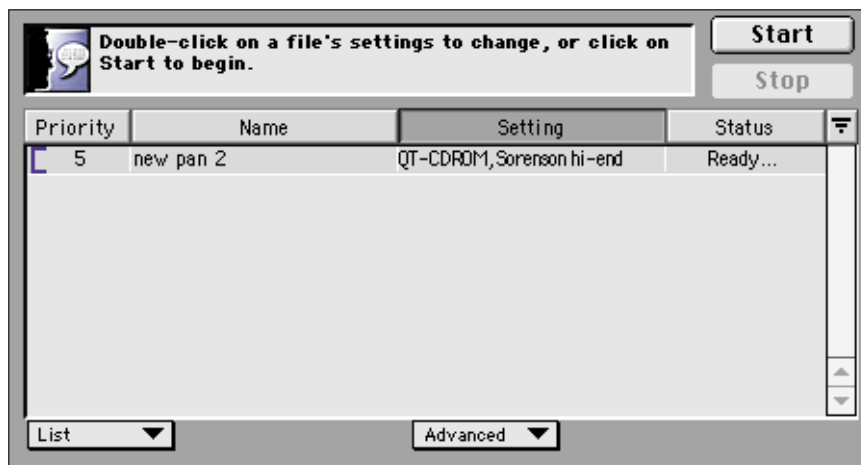 Double-click on a file's settings to change, or click on
Start to begin.
Start
Stop
Priority Name Setting Status
5 new pan 2 QT-CDROM, Sorenson hi-end Ready...
List Advanced